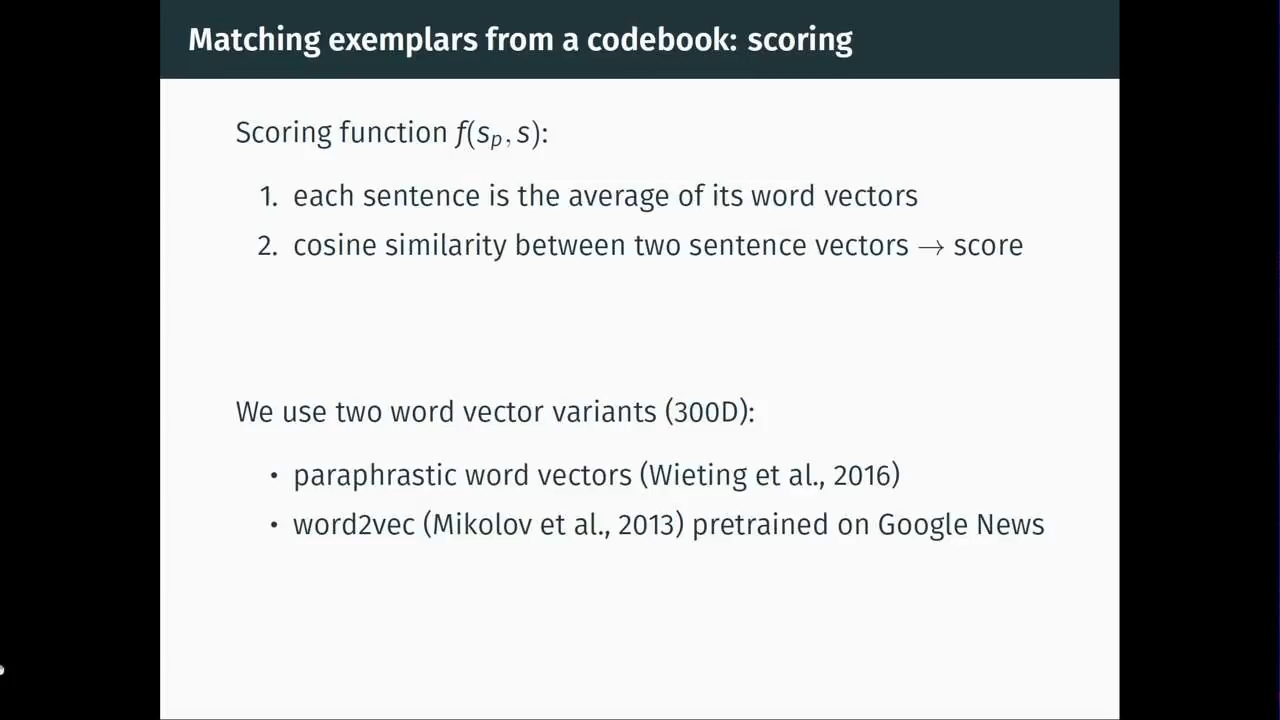 Matching exemplars from a codebook: scoring
Scoring function f(sₚ, s):
1. each sentence is the average of its word vectors
2. cosine similarity between two sentence vectors → score
We use two word vector variants (300D):
• paraphrastic word vectors (Wieting et al., 2016)
• word2vec (Mikolov et al., 2013) pretrained on Google News